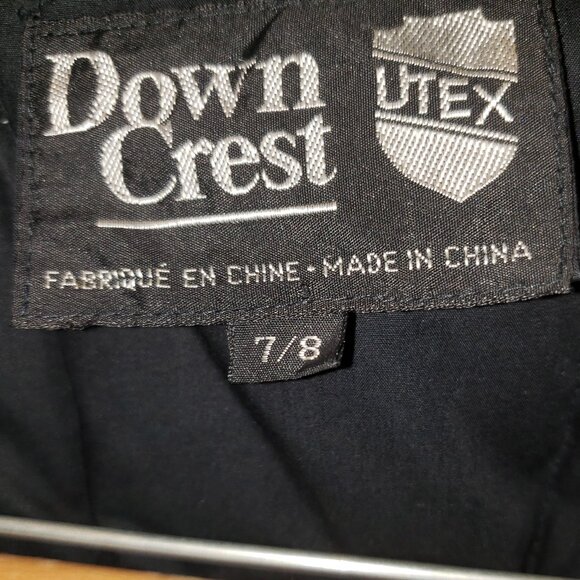 Down
Crest
UTEX
FABRIQUÉ EN CHINE · MADE IN CHINA
7/8